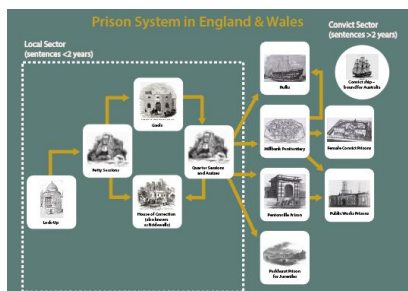 Prison System in England & Wales
Local Sector
(sentences <2 years)
Convict Sector
(sentences >2 years)
Gaols
Hulks
Convict ship –
bound for Australia
Petty Sessions
Quarter Sessions
and Assizes
Millbank Penitentiary
Female Convict Prisons
Lock-Up
House of Correction
(also known
as Bridewells)
Pentonville Prison
Public Works Prisons
Parkhurst Prison
for Juveniles